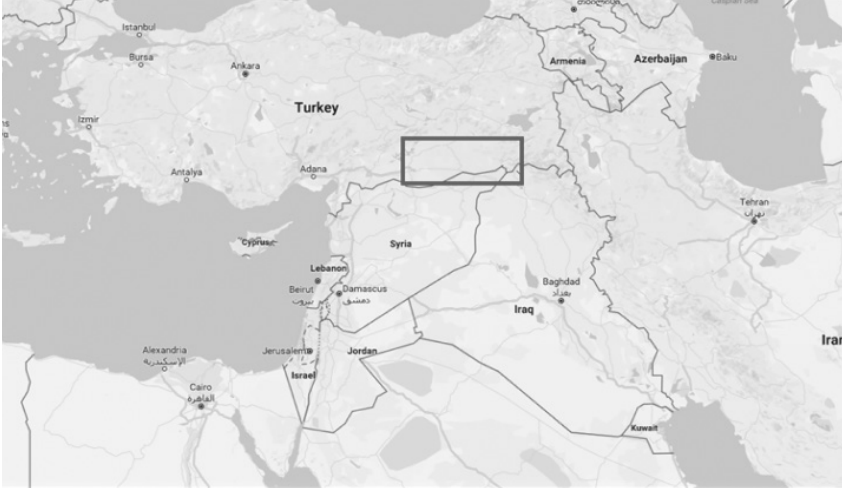 Istanbul
Bursa
Ankara
Izmir
Turkey
Antalya
Adana
Armenia
Azerbaijan
Baku
Tehran
تهران
Cyprus
Syria
Lebanon
Beirut
بيروت
Damascus
دمشق
Baghdad
بغداد
Iraq
Iran
Alexandria
الإسكندرية
Jerusalem
Jordan
Israel
Cairo
القاهرة
Kuwait